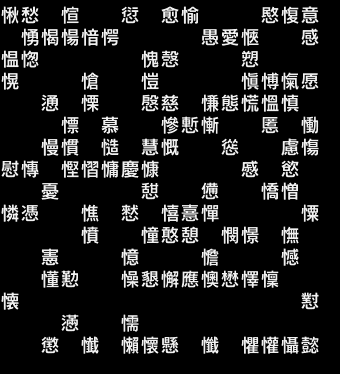 愀愁 愃 愆 愈愉 愍愎意
愑愒愓愔愕 愚愛愜 感
愠愡 愧愨 愬
愰 愴 愷 愼愽愾愿
慂 慄 慇慈 慊態慌慍慎
慓 慕 慘慙慚 慝 慟
慢慣 慥 慧慨 慫 慮慯
慰慱 慳慴慵慶慷 慼 慾
憂 憇 憊 憍憎
憐憑 憔 憖 憘憙憚 憟
憤 憧憨憩 憫憬 憮
憲 憶 憺 憾
懂懃 懆懇懈應懊懋懌懍
懐 懟
懣 懦
懲 懴 懶懷懸 懺 懼懽懾懿